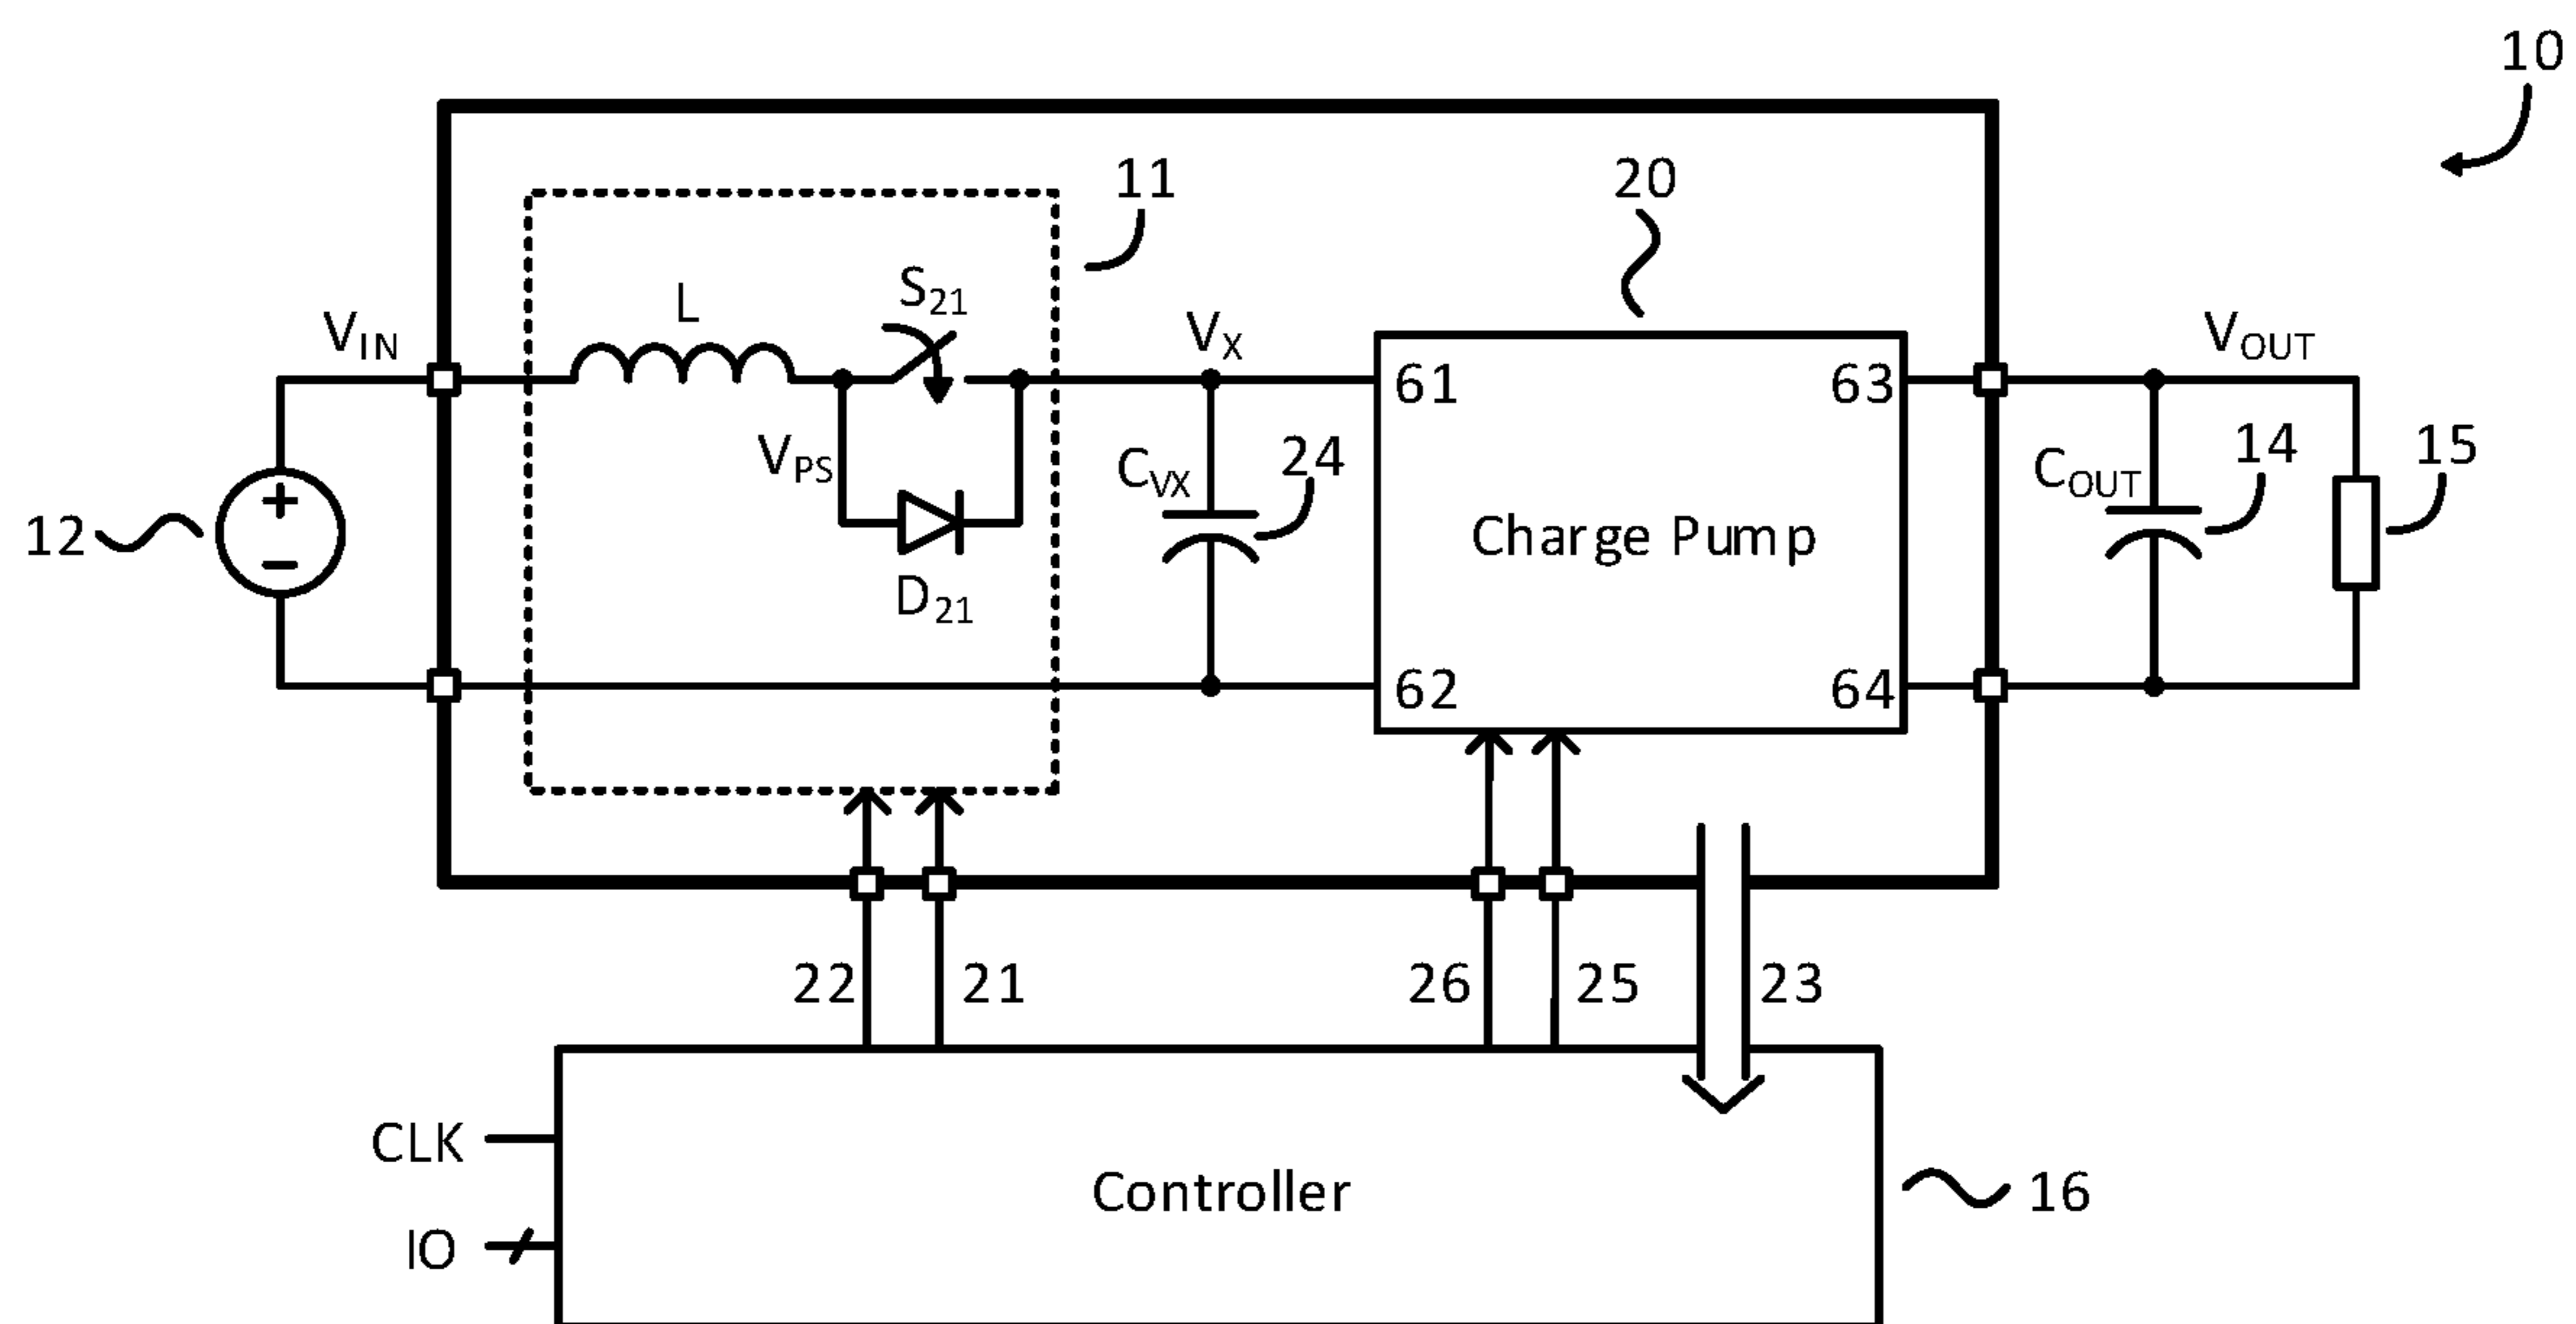 10
11
20
S21
L
VIN
VX
VOUT
61
63
VPS
CVX
24
COUT
14
15
12
Charge Pump
D21
62
64
22
21
26
25
23
CLK
Controller
16
IO